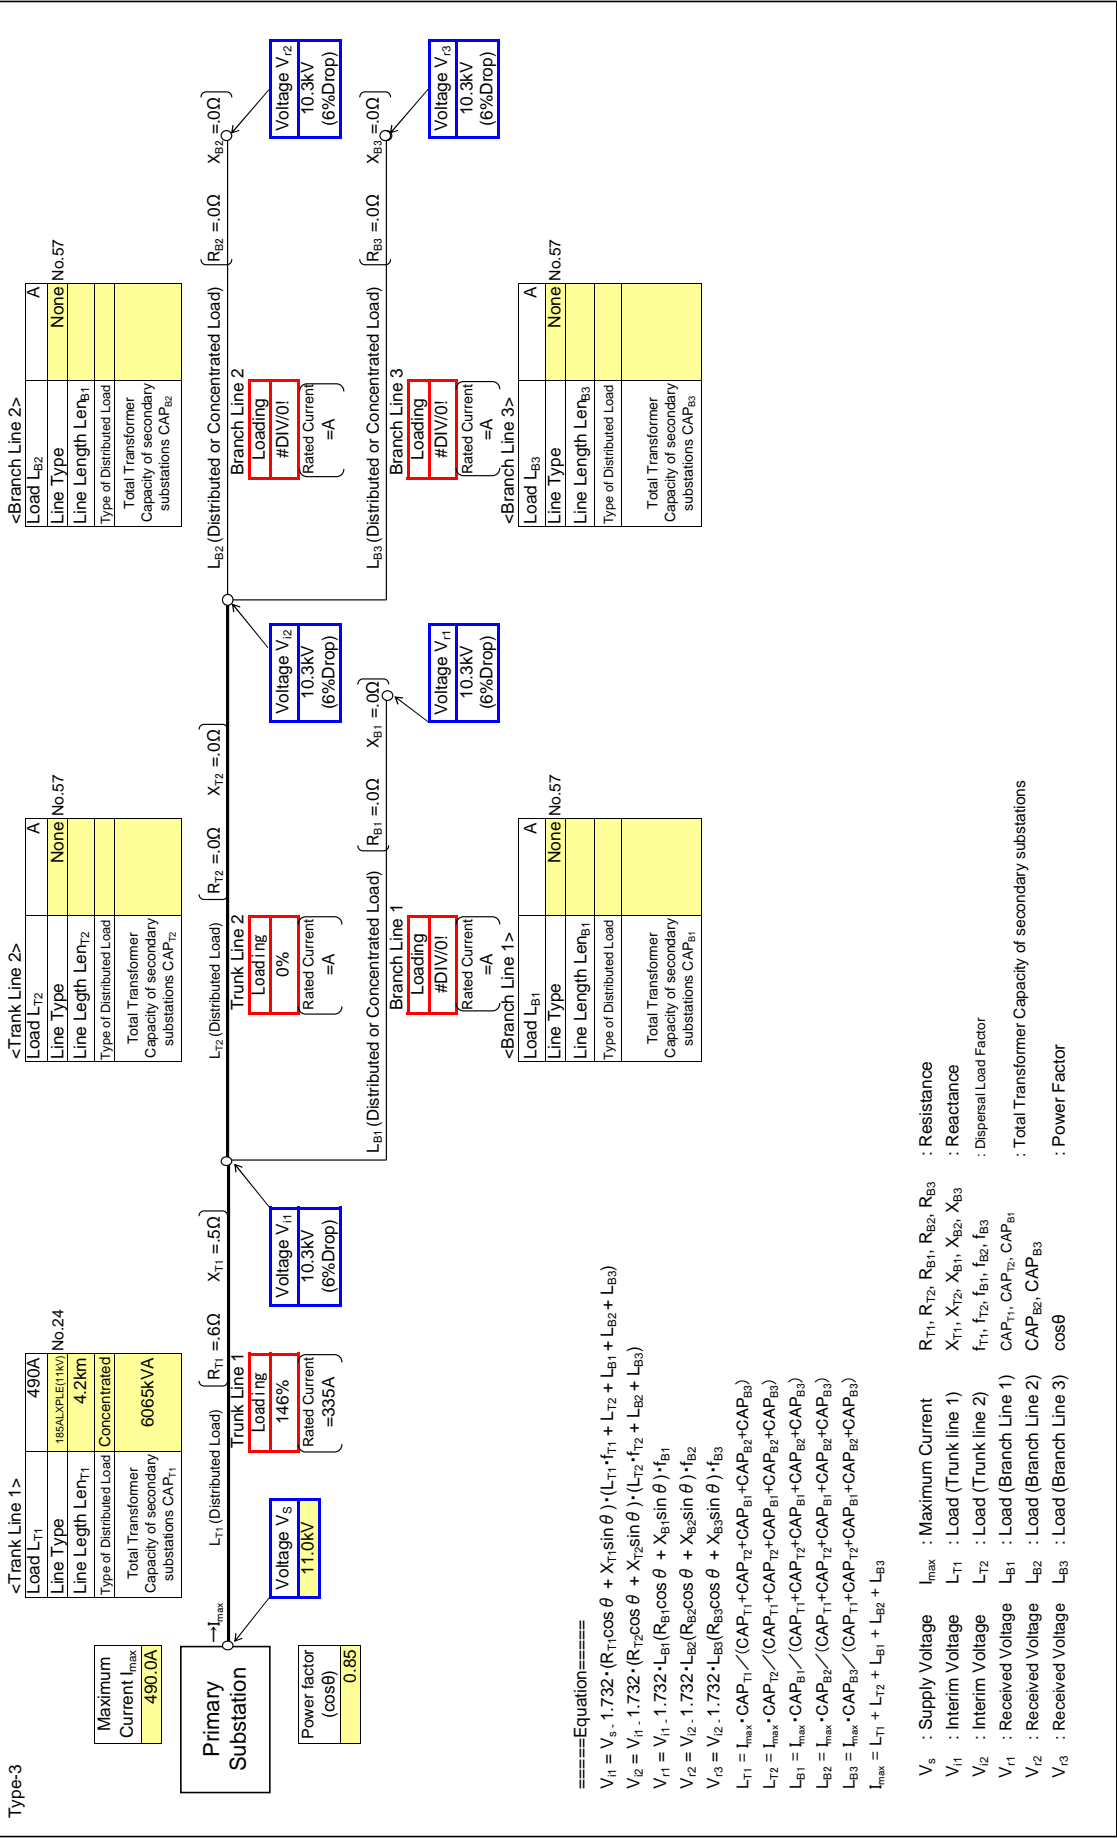 Type-3
<Trank Line 1>
Load LT1 490A
Line Type 185ALXPLE(11kV) No.24
Line Length LenT1 4.2km
Type of Distributed Load Concentrated
Total Transformer
Capacity of secondary
substations CAPT1
6065kVA
<Trank Line 2>
Load LT2 A
Line Type None No.57
Line Legth LenT2
Type of Distributed Load
Total Transformer
Capacity of secondary
substations CAPT2
<Branch Line 2>
Load LB2 A
Line Type None No.57
Line Length LenB1
Type of Distributed Load
Total Transformer
Capacity of secondary
substations CAPB2
Maximum
Current Imax
490.0A
Primary
Substation
→Imax
Power factor
(cosθ)
0.85
Voltage VS
11.0kV
LT1 (Distributed Load)
RT1 =.6Ω XT1 =.5Ω
Trunk Line 1
Loading
146%
Rated Current
=335A
Voltage Vi1
10.3kV
(6%Drop)
LT2 (Distributed Load)
RT2 =.0Ω XT2 =.0Ω
Trunk Line 2
Loading
0%
Rated Current
=A
Voltage Vi2
10.3kV
(6%Drop)
LB2 (Distributed or Concentrated Load)
RB2 =.0Ω XB2 =.0Ω
Branch Line 2
Loading
#DIV/0!
Rated Current
=A
Voltage Vr2
10.3kV
(6%Drop)
LB1 (Distributed or Concentrated Load)
RB1 =.0Ω XB1 =.0Ω
Branch Line 1
Loading
#DIV/0!
Rated Current
=A
Voltage Vr1
10.3kV
(6%Drop)
LB3 (Distributed or Concentrated Load)
RB3 =.0Ω XB3 =.0Ω
Branch Line 3
Loading
#DIV/0!
Rated Current
=A
Voltage Vr3
10.3kV
(6%Drop)
<Branch Line 1>
Load LB1 A
Line Type None No.57
Line Length LenB1
Type of Distributed Load
Total Transformer
Capacity of secondary
substations CAPB1
<Branch Line 3>
Load LB3 A
Line Type None No.57
Line Length LenB3
Type of Distributed Load
Total Transformer
Capacity of secondary
substations CAPB3
=====Equation=====
Vi1 = VS - 1.732・(RT1cosθ + XT1sinθ)・(LT1・fT1 + LT2 + LB1 + LB2 + LB3)
Vi2 = Vi1 - 1.732・(RT2cosθ + XT2sinθ)・(LT2・fT2 + LB2 + LB3)
Vr1 = Vi1 - 1.732・LB1(RB1cosθ + XB1sinθ)・fB1
Vr2 = Vi2 - 1.732・LB2(RB2cosθ + XB2sinθ)・fB2
Vr3 = Vi2 - 1.732・LB3(RB3cosθ + XB3sinθ)・fB3
LT1 = Imax・CAPT1／(CAPT1+CAPT2+CAPB1+CAPB2+CAPB3)
LT2 = Imax・CAPT2／(CAPT1+CAPT2+CAPB1+CAPB2+CAPB3)
LB1 = Imax・CAPB1／(CAPT1+CAPT2+CAPB1+CAPB2+CAPB3)
LB2 = Imax・CAPB2／(CAPT1+CAPT2+CAPB1+CAPB2+CAPB3)
LB3 = Imax・CAPB3／(CAPT1+CAPT2+CAPB1+CAPB2+CAPB3)
Imax = LT1 + LT2 + LB1 + LB2 + LB3
Vs : Supply Voltage Imax : Maximum Current RT1, RT2, RB1, RB2, RB3 : Resistance
Vi1 : Interim Voltage LT1 : Load (Trunk line 1) XT1, XT2, XB1, XB2, XB3 : Reactance
Vi2 : Interim Voltage LT2 : Load (Trunk line 2) fT1, fT2, fB1, fB2, fB3 : Dispersal Load Factor
Vr1 : Received Voltage LB1 : Load (Branch Line 1) CAPT1, CAPT2, CAPB1
Vr2 : Received Voltage LB2 : Load (Branch Line 2) CAPB2, CAPB3 : Total Transformer Capacity of secondary substations
Vr3 : Received Voltage LB3 : Load (Branch Line 3) cosθ : Power Factor